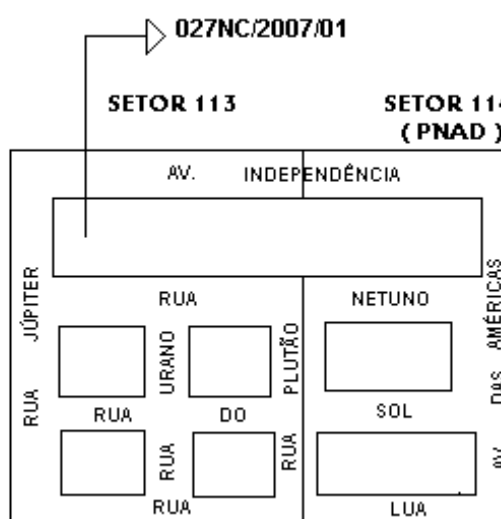 027NC/2007/01
SETOR 113
SETOR 114
( PNAD )
AV. INDEPENDÊNCIA
RUA NETUNO
RUA JÚPITER
RUA URANO
RUA PLUTÃO
AV. DAS AMÉRICAS
RUA DO SOL
RUA LUA